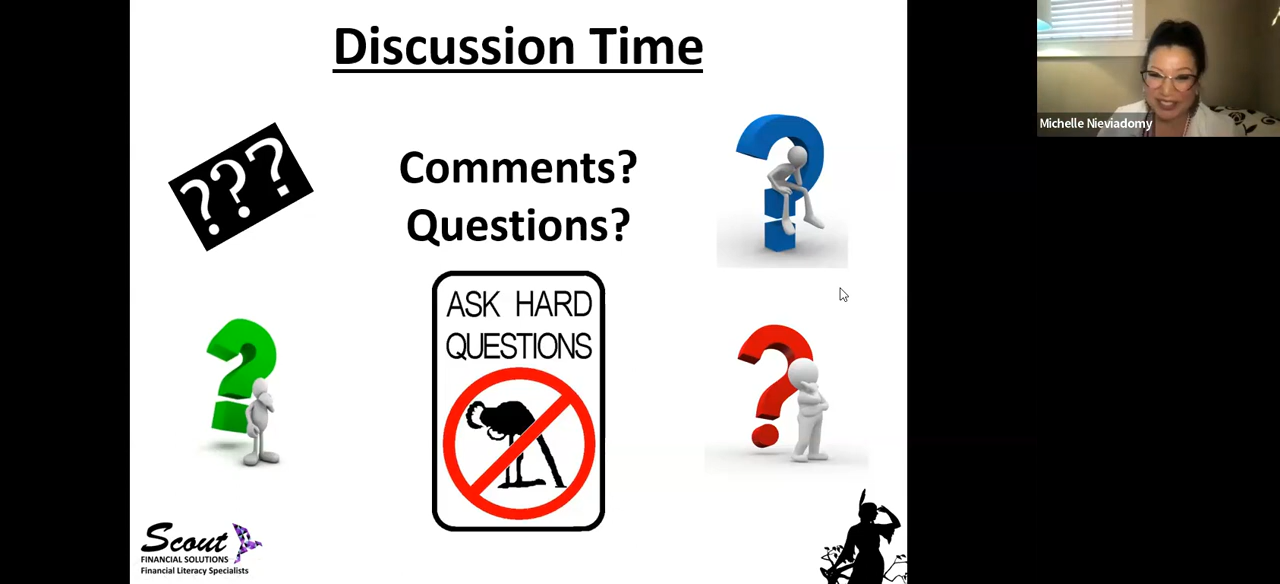 Discussion Time
Michelle Nieviadomy
???
Comments?
Questions?
?
ASK HARD
QUESTIONS
?
?
Scout
FINANCIAL SOLUTIONS
Financial Literacy Specialists